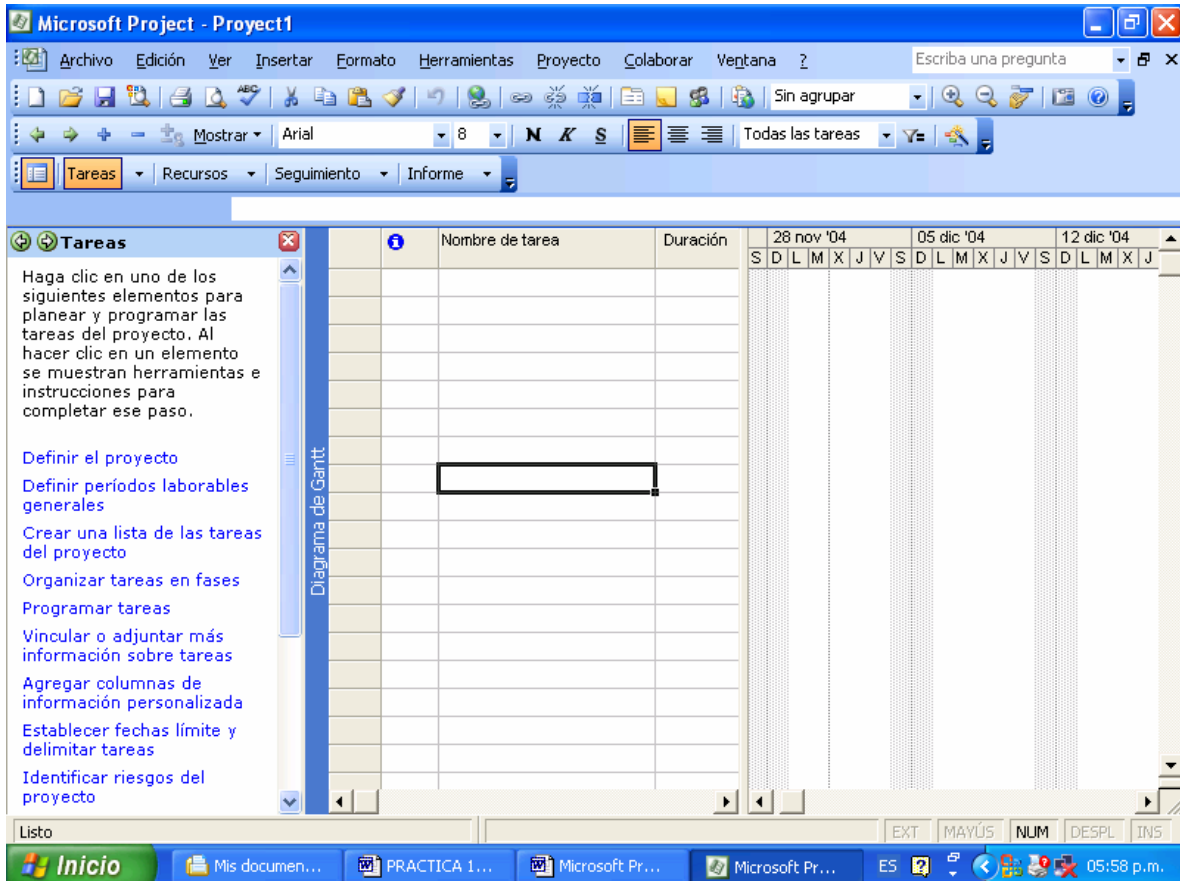 Microsoft Project - Proyect1
Archivo Edición Ver Insertar Formato Herramientas Proyecto Colaborar Ventana ? Escriba una pregunta
ABC Sin agrupar
Mostrar Arial 8 N K S Todas las tareas Y=
Tareas Recursos Seguimiento Informe
Tareas
Haga clic en uno de los
siguientes elementos para
planear y programar las
tareas del proyecto. Al
hacer clic en un elemento
se muestran herramientas e
instrucciones para
completar ese paso.
Definir el proyecto
Definir períodos laborables
generales
Crear una lista de las tareas
del proyecto
Organizar tareas en fases
Programar tareas
Vincular o adjuntar más
información sobre tareas
Agregar columnas de
información personalizada
Establecer fechas límite y
delimitar tareas
Identificar riesgos del
proyecto
Diagrama de Gantt
Nombre de tarea Duración 28 nov '04 05 dic '04 12 dic '04
S D L M X J V S D L M X J V S D L M X J
Listo EXT MAYÚS NUM DESPL INS
Inicio Mis documen... PRACTICA 1... Microsoft Pr... Microsoft Pr... ES 05:58 p.m.